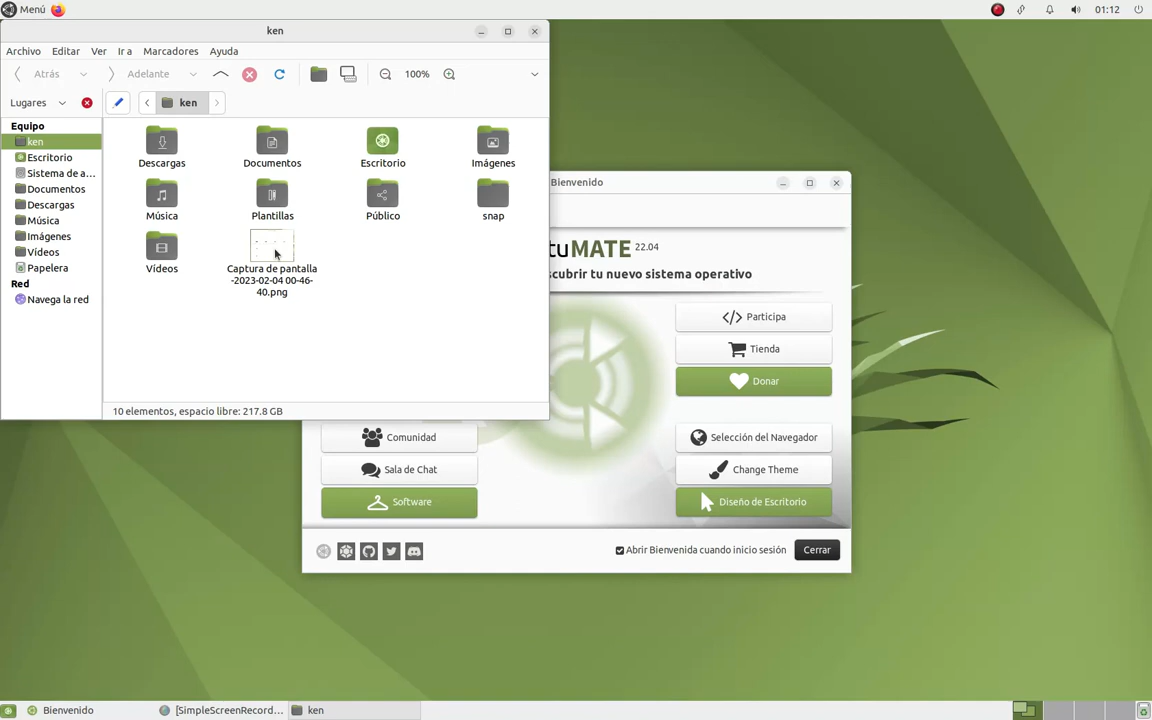 Menú
01:12
ken
Archivo Editar Ver Ir a Marcadores Ayuda
Atrás Adelante 100%
Lugares ken
Equipo
ken
Escritorio
Sistema de a...
Documentos
Descargas
Música
Imágenes
Vídeos
Papelera
Red
Navega la red
Descargas Documentos Escritorio Imágenes
Música Plantillas Público snap
Vídeos
Captura de pantalla
-2023-02-04 00-46-
40.png
10 elementos, espacio libre: 217.8 GB
Bienvenido
tuMATE 22.04
scubrir tu nuevo sistema operativo
Participa
Tienda
Donar
Comunidad
Selección del Navegador
Sala de Chat
Change Theme
Software
Diseño de Escritorio
Abrir Bienvenida cuando inicio sesión
Cerrar
Bienvenido
[SimpleScreenRecord...
ken